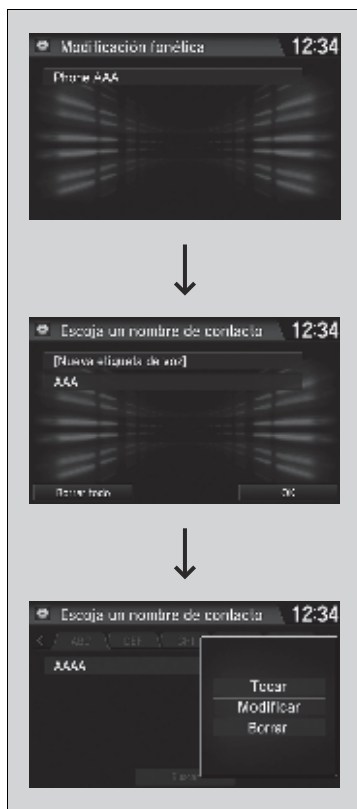 Modificación fonética 12:34
Phone AAA
Escoja un nombre de contacto 12:34
[Nueva etiqueta de voz]
AAA
Borrar todo OK
Escoja un nombre de contacto 12:34
ABC DEF GHI
AAAA
Tocar
Modificar
Borrar